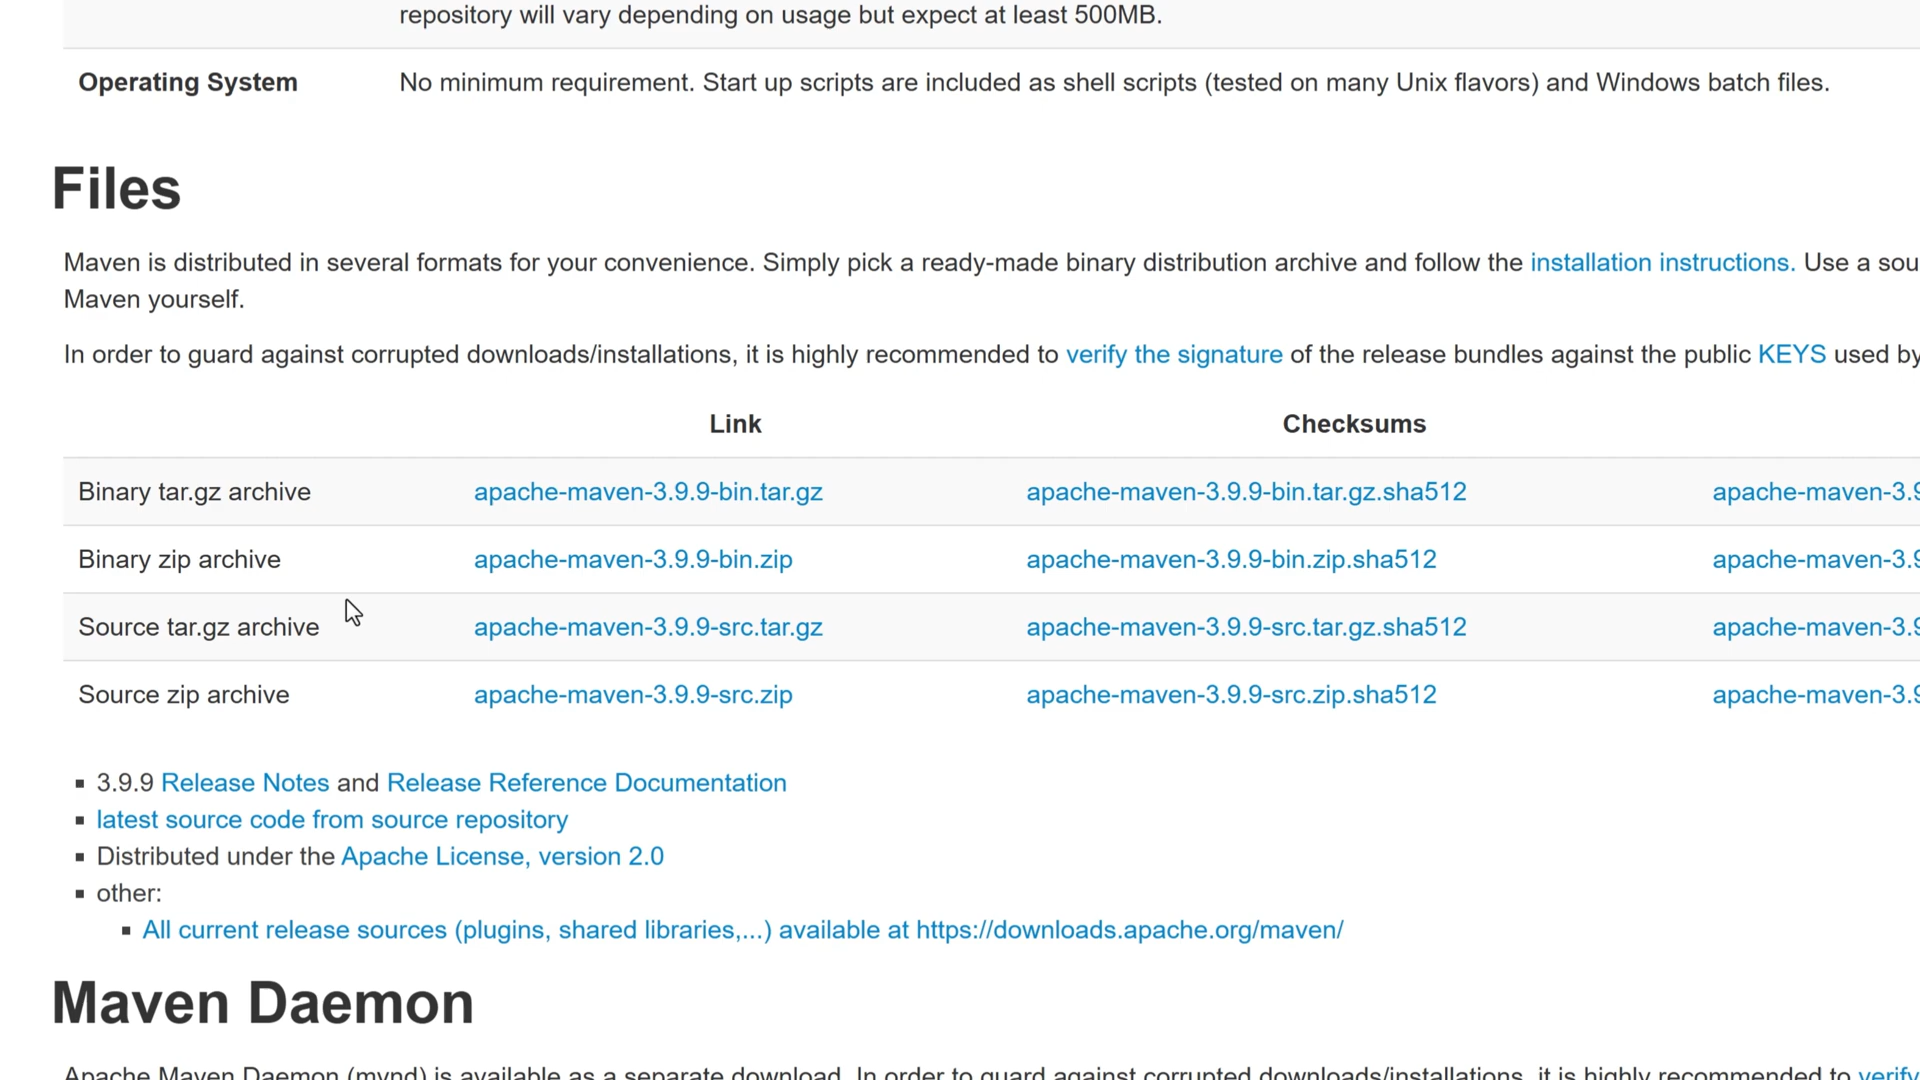 repository will vary depending on usage but expect at least 500MB.
Operating System No minimum requirement. Start up scripts are included as shell scripts (tested on many Unix flavors) and Windows batch files.
Files
Maven is distributed in several formats for your convenience. Simply pick a ready-made binary distribution archive and follow the installation instructions. Use a sou
Maven yourself.
In order to guard against corrupted downloads/installations, it is highly recommended to verify the signature of the release bundles against the public KEYS used by
Link Checksums
Binary tar.gz archive apache-maven-3.9.9-bin.tar.gz apache-maven-3.9.9-bin.tar.gz.sha512 apache-maven-3.9
Binary zip archive apache-maven-3.9.9-bin.zip apache-maven-3.9.9-bin.zip.sha512 apache-maven-3.9
Source tar.gz archive apache-maven-3.9.9-src.tar.gz apache-maven-3.9.9-src.tar.gz.sha512 apache-maven-3.9
Source zip archive apache-maven-3.9.9-src.zip apache-maven-3.9.9-src.zip.sha512 apache-maven-3.9
▪ 3.9.9 Release Notes and Release Reference Documentation
▪ latest source code from source repository
▪ Distributed under the Apache License, version 2.0
▪ other:
▪ All current release sources (plugins, shared libraries,...) available at https://downloads.apache.org/maven/
Maven Daemon
Apache Maven Daemon (mvnd) is available as a separate download. In order to guard against corrupted downloads/installations, it is highly recommended to verify